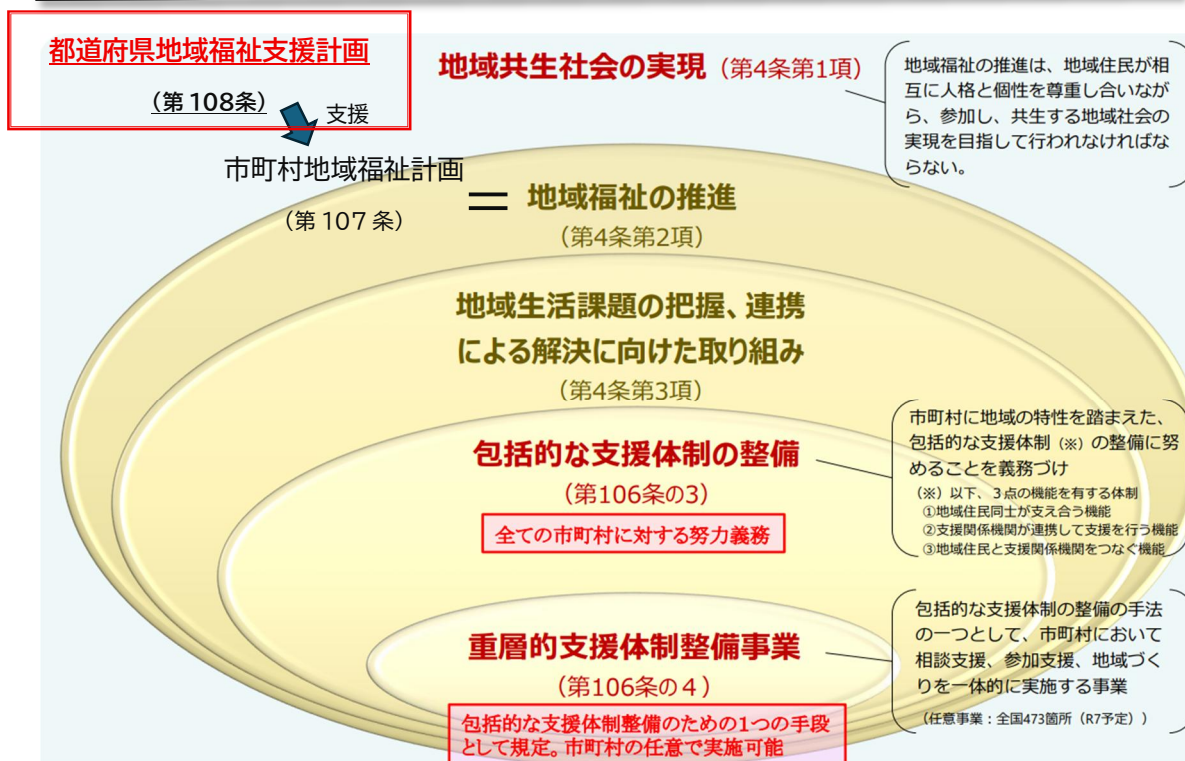 都道府県地域福祉支援計画
（第108条）
支援
市町村地域福祉計画
（第107条）
＝
地域共生社会の実現（第4条第1項）
地域福祉の推進は、地域住民が相
互に人格と個性を尊重し合いなが
ら、参加し、共生する地域社会の
実現を目指して行われなければな
らない。
地域福祉の推進
（第4条第2項）
地域生活課題の把握、連携
による解決に向けた取り組み
（第4条第3項）
包括的な支援体制の整備
（第106条の3）
全ての市町村に対する努力義務
市町村に地域の特性を踏まえた、
包括的な支援体制（※）の整備に努
めることを義務づけ
（※）以下、３点の機能を有する体制
①地域住民同士が支え合う機能
②支援関係機関が連携して支援を行う機能
③地域住民と支援関係機関をつなぐ機能
重層的支援体制整備事業
（第106条の４）
包括的な支援体制整備のための1つの手段
として規定。市町村の任意で実施可能
包括的な支援体制の整備の手法
の一つとして、市町村において
相談支援、参加支援、地域づく
りを一体的に実施する事業
（任意事業：全国473箇所（R7予定））